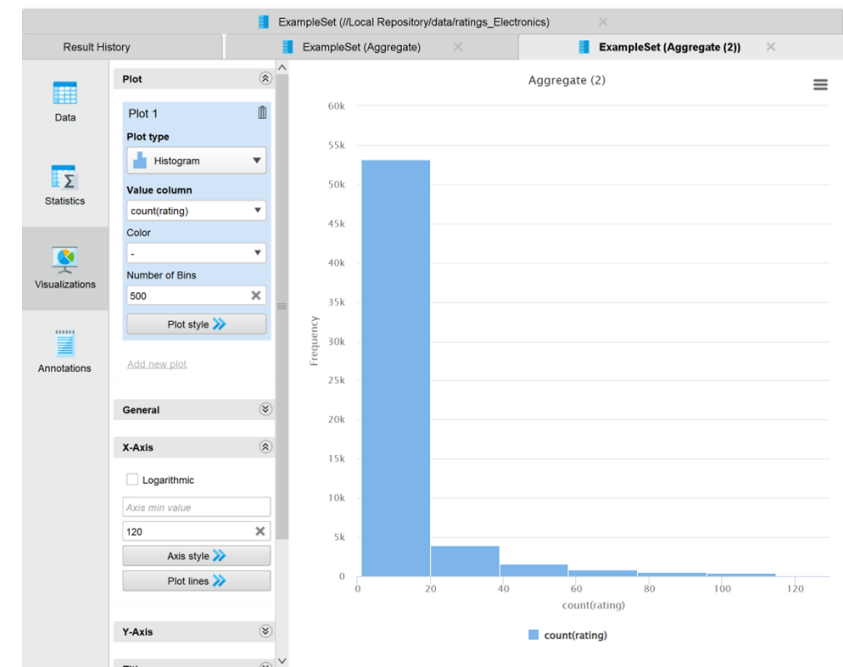 ExampleSet (//Local Repository/data/ratings_Electronics)
Result History
ExampleSet (Aggregate)
ExampleSet (Aggregate (2))
Data
Statistics
Visualizations
Annotations
Plot
Plot 1
Plot type
Histogram
Value column
count(rating)
Color
-
Number of Bins
500
Plot style
Add new plot
General
X-Axis
Logarithmic
Axis min value
120
Axis style
Plot lines
Y-Axis
Aggregate (2)
60k
55k
50k
45k
40k
35k
30k
25k
20k
15k
10k
5k
0
Frequency
0 20 40 60 80 100 120
count(rating)
count(rating)